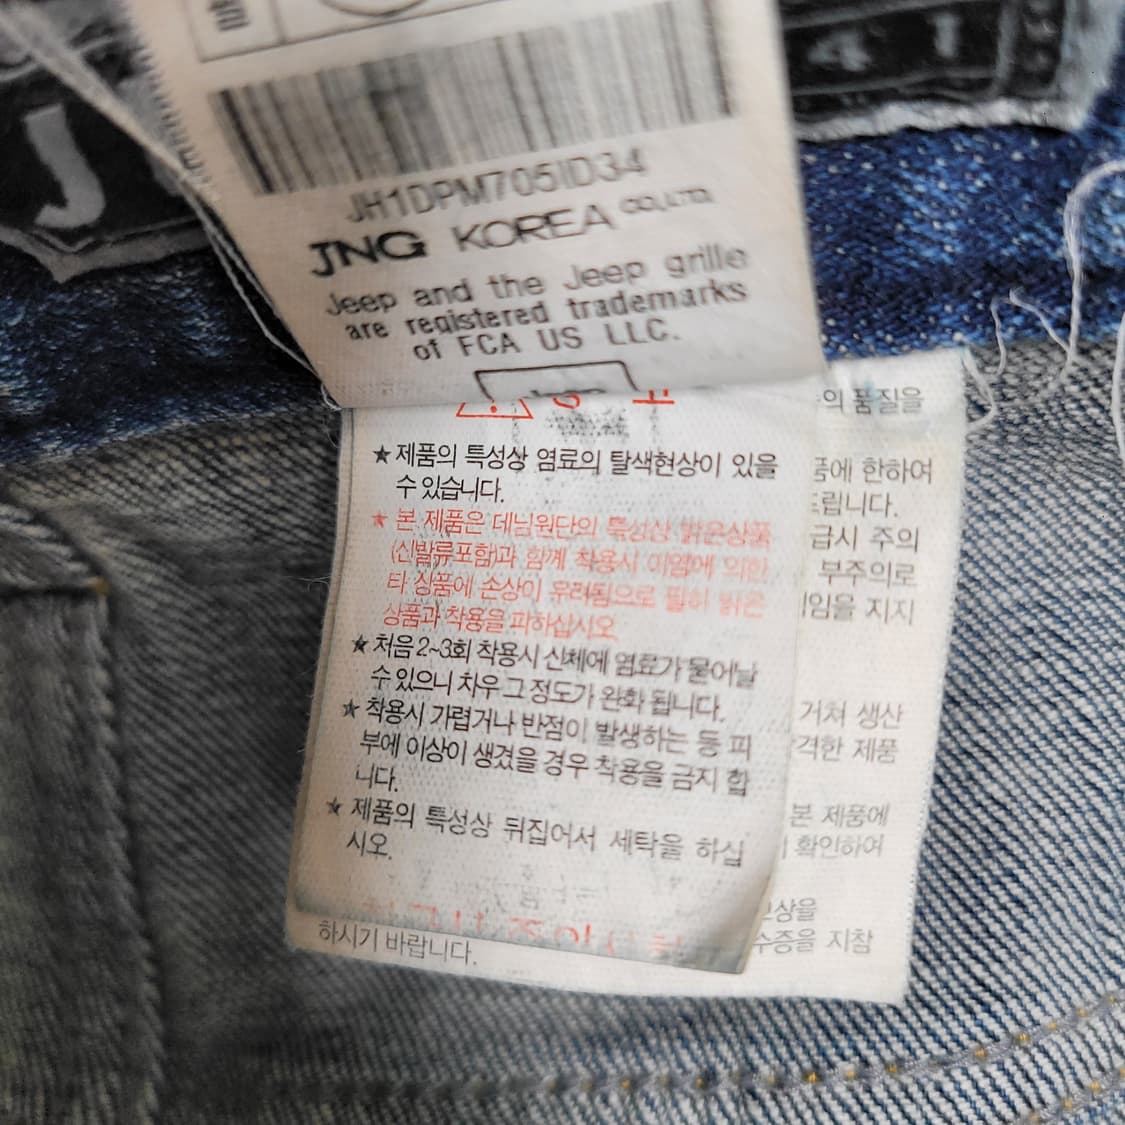 4 1
J
JH1DPM705ID34
JNG KOREA CO.,LTD.
Jeep and the Jeep grille
are registered trademarks
of FCA US LLC.
의 품질을
★ 제품의 특성상 염료의 탈색현상이 있을
수 있습니다.
★ 본 제품은 데님원단의 특성상 밝은상품
(신발류포함)과 함께 착용시 이염에 의한
타 상품에 손상이 우려됨으로 필히 밝은
상품과 착용을 피하십시오.
★ 처음 2~3회 착용시 신체에 염료가 묻어날
수 있으니 차후 그 정도가 완화 됩니다.
★ 착용시 가렵거나 반점이 발생하는 등 피
부에 이상이 생겼을 경우 착용을 금지 합
니다.
★ 제품의 특성상 뒤집어서 세탁을 하십
시오.
품에 한하여
드립니다.
급시 주의
부주의로
임을 지지
거쳐 생산
격한 제품
본 제품에
확인하여
상을
수증을 지참
하시기 바랍니다.